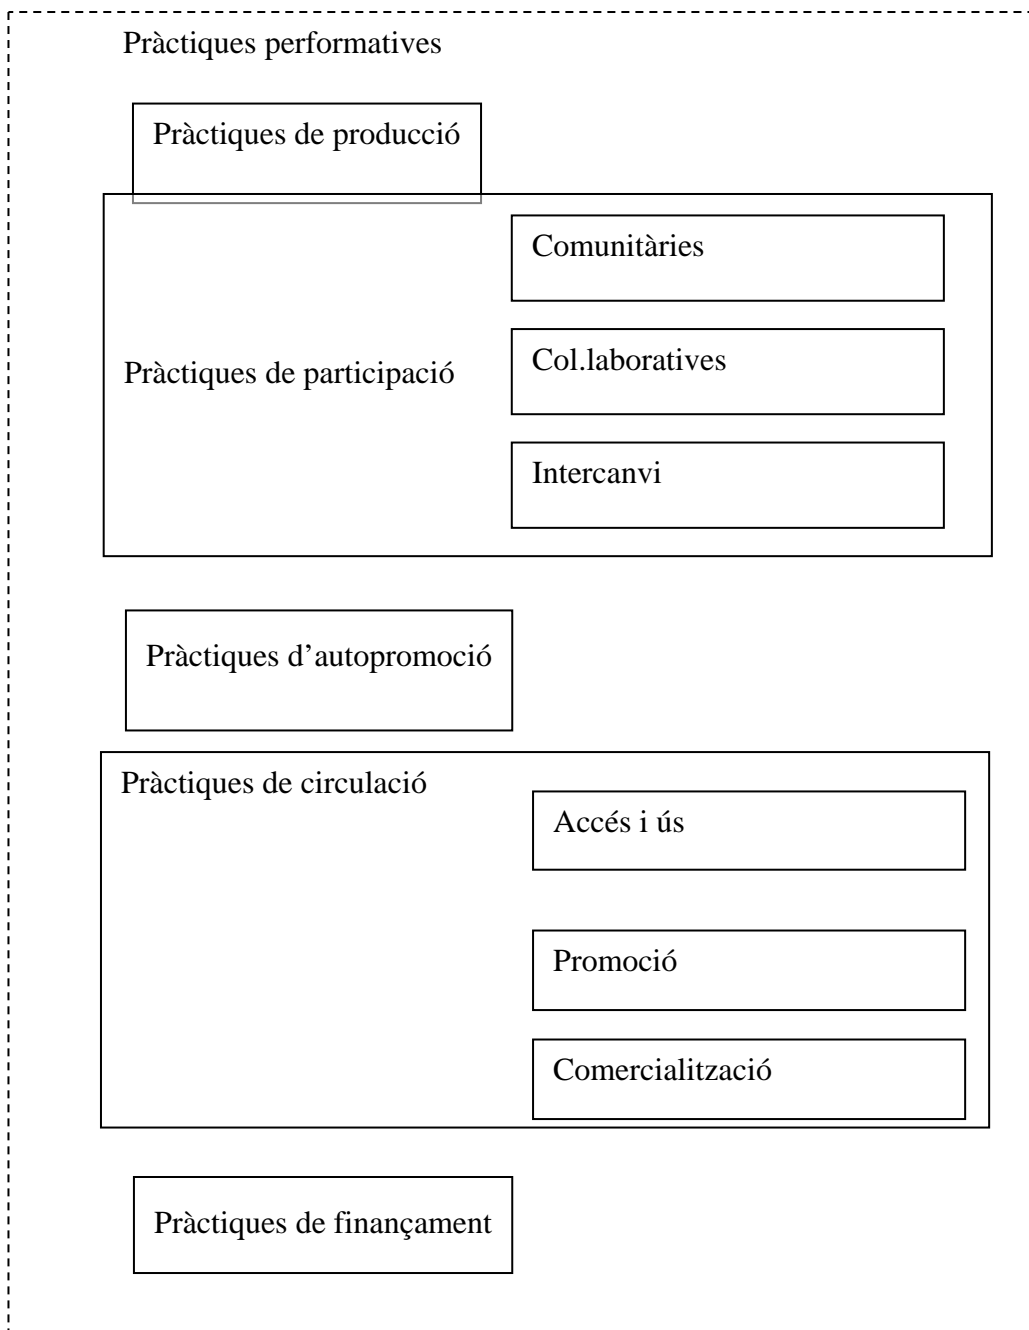 Pràctiques performatives
Pràctiques de producció
Comunitàries
Col.laboratives
Pràctiques de participació
Intercanvi
Pràctiques d’autopromoció
Pràctiques de circulació
Accés i ús
Promoció
Comercialització
Pràctiques de finançament